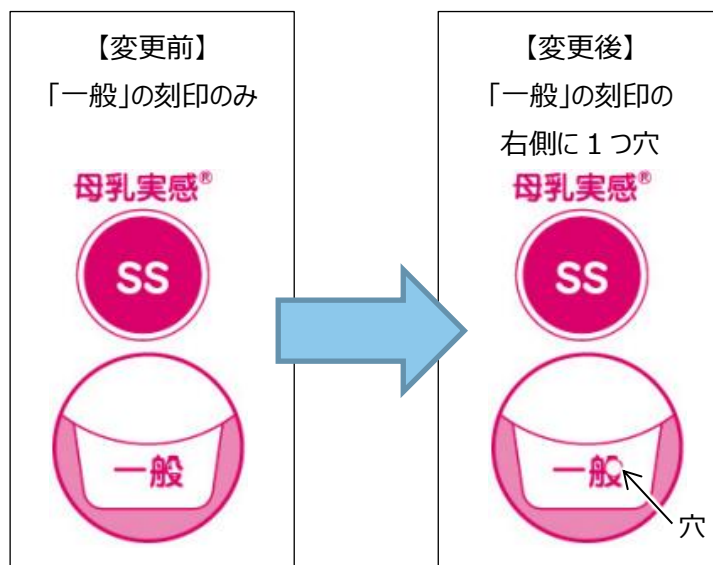 【変更前】
「一般」の刻印のみ
母乳実感®
SS
一般
【変更後】
「一般」の刻印の
右側に1つ穴
母乳実感®
SS
一般
穴